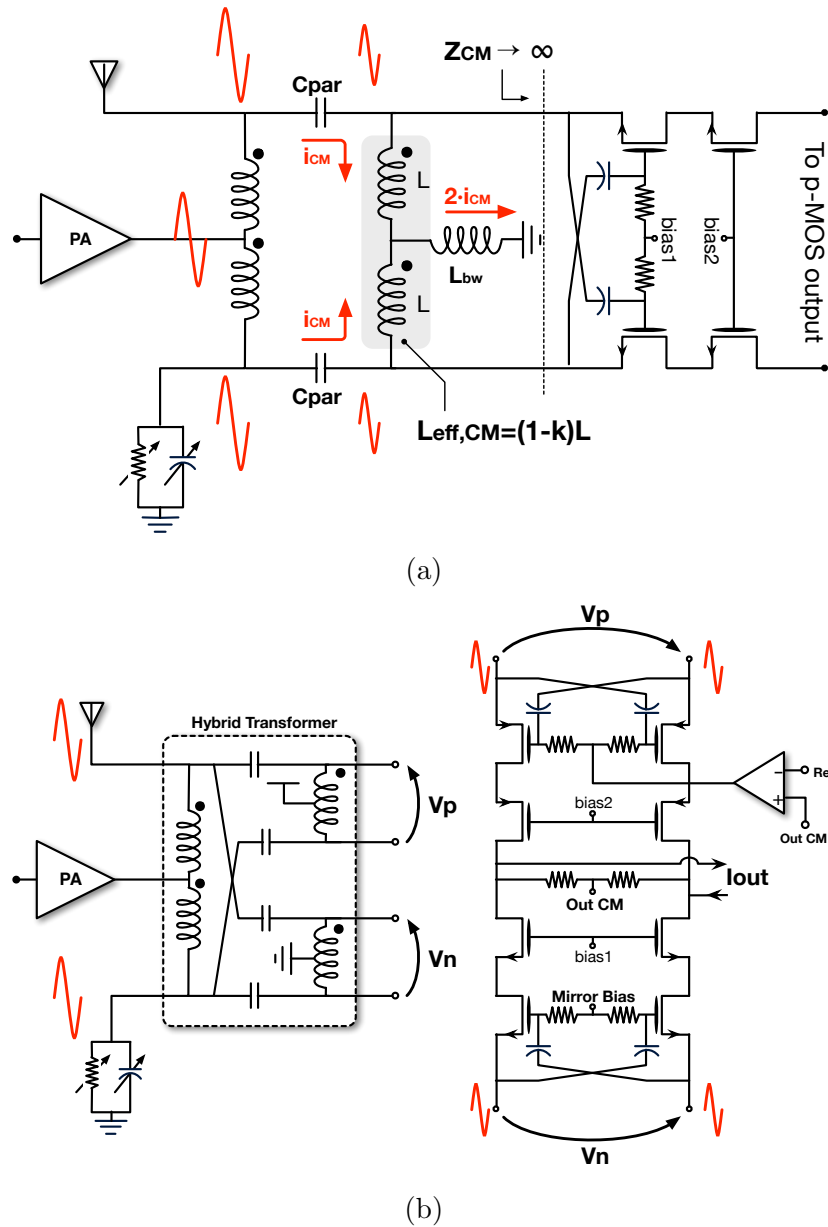 Cpar
ZCM → ∞
iCM
L
2·iCM
PA
Lbw
bias1
bias2
To p-MOS output
iCM
L
Cpar
Leff,CM=(1-k)L
(a)
Vp
Hybrid Transformer
Vp
Re
bias2
Out CM
PA
Iout
Out CM
Vn
bias1
Mirror Bias
Vn
(b)